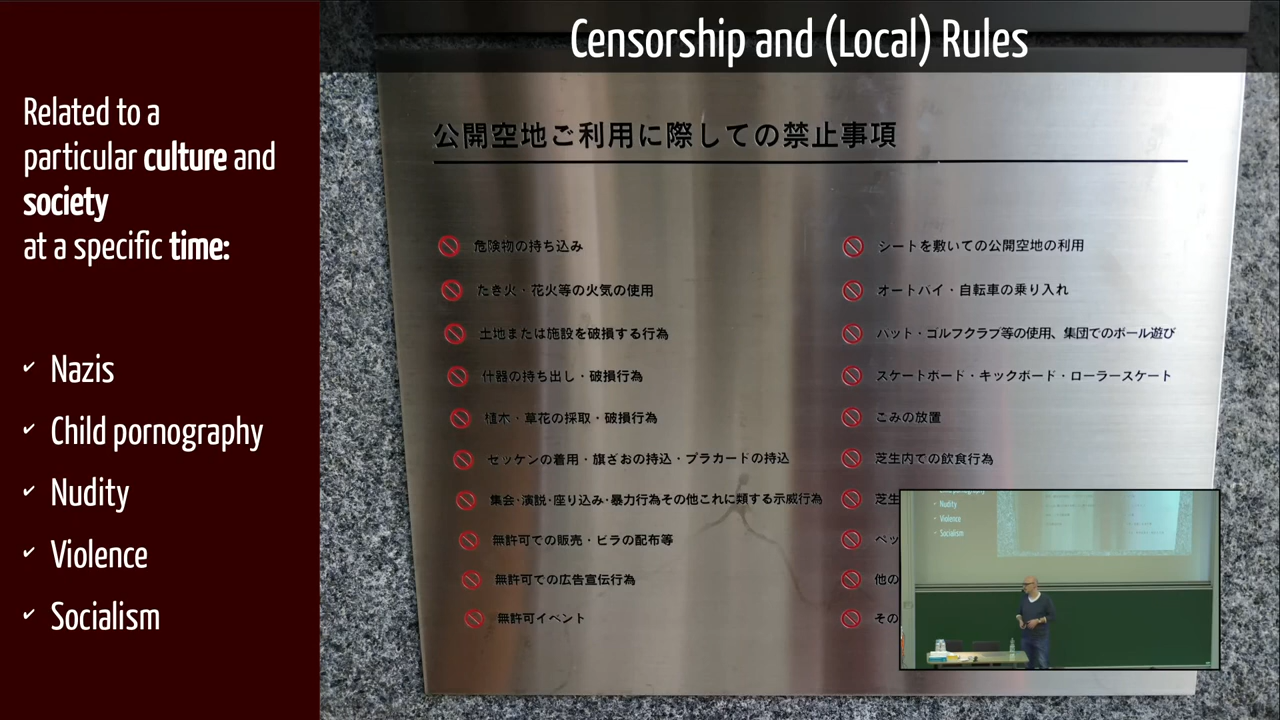 Censorship and (Local) Rules
Related to a
particular culture and
society
at a specific time:
✓ Nazis
✓ Child pornography
✓ Nudity
✓ Violence
✓ Socialism
公開空地ご利用に際しての禁止事項
危険物の持ち込み
たき火・花火等の火気の使用
土地または施設を破損する行為
什器の持ち出し・破損行為
植木・草花の採取・破損行為
ゼッケンの着用・旗ざおの持込・プラカードの持込
集会・演説・座り込み・暴力行為その他これに類する示威行為
無許可での販売・ビラの配布等
無許可での広告宣伝行為
無許可イベント
シートを敷いての公開空地の利用
オートバイ・自転車の乗り入れ
バット・ゴルフクラブ等の使用、集団でのボール遊び
スケートボード・キックボード・ローラースケート
ごみの放置
芝生内での飲食行為
芝生
ペッ
他の
その
Nudity
Violence
Socialism